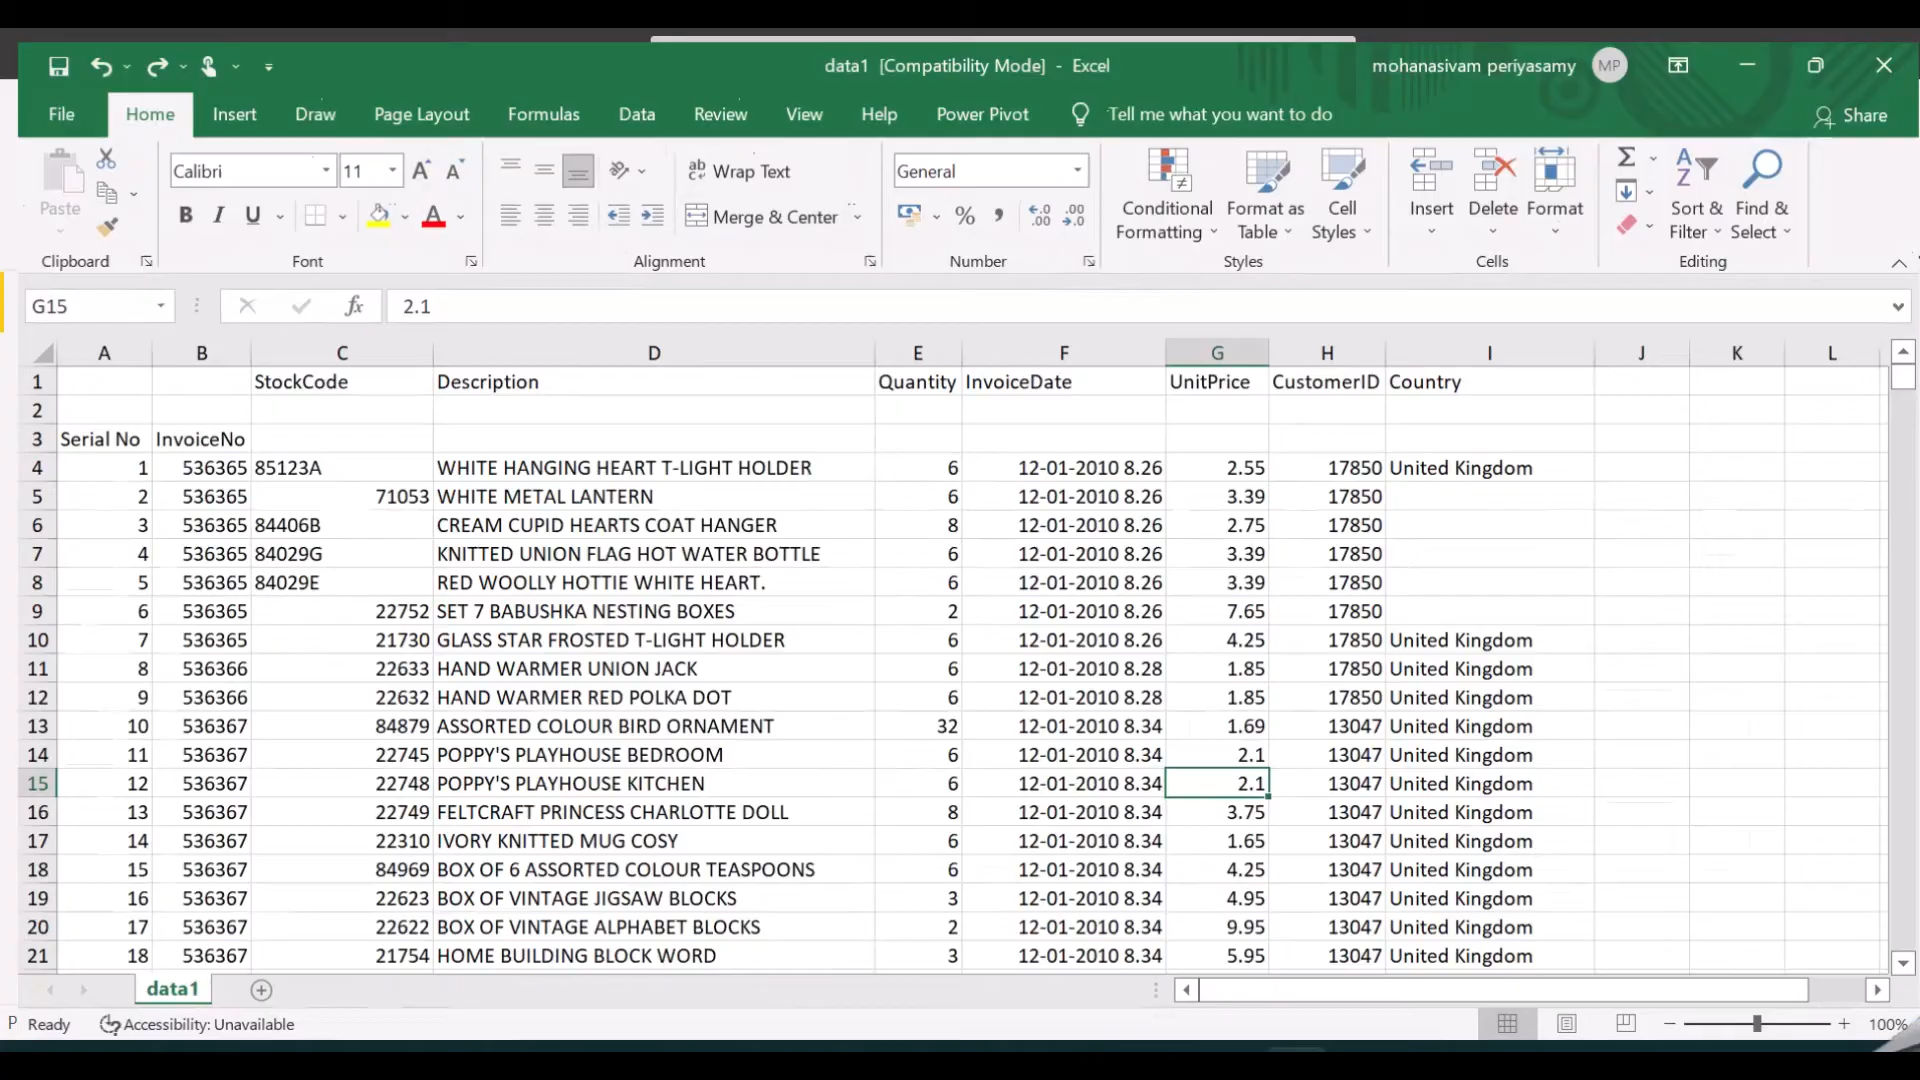 data1 [Compatibility Mode] - Excel
mohanasivam periyasamy MP
File Home Insert Draw Page Layout Formulas Data Review View Help Power Pivot Tell me what you want to do Share
Paste
Clipboard
Calibri 11
B I U A
Font
Wrap Text
Merge & Center
Alignment
General
Number
Conditional Formatting
Format as Table
Cell Styles
Styles
Insert Delete Format
Cells
Sort & Filter
Find & Select
Editing
G15 fx 2.1
A B C D E F G H I J K L
1 StockCode Description Quantity InvoiceDate UnitPrice CustomerID Country
2
3 Serial No InvoiceNo
4 1 536365 85123A WHITE HANGING HEART T-LIGHT HOLDER 6 12-01-2010 8.26 2.55 17850 United Kingdom
5 2 536365 71053 WHITE METAL LANTERN 6 12-01-2010 8.26 3.39 17850
6 3 536365 84406B CREAM CUPID HEARTS COAT HANGER 8 12-01-2010 8.26 2.75 17850
7 4 536365 84029G KNITTED UNION FLAG HOT WATER BOTTLE 6 12-01-2010 8.26 3.39 17850
8 5 536365 84029E RED WOOLLY HOTTIE WHITE HEART. 6 12-01-2010 8.26 3.39 17850
9 6 536365 22752 SET 7 BABUSHKA NESTING BOXES 2 12-01-2010 8.26 7.65 17850
10 7 536365 21730 GLASS STAR FROSTED T-LIGHT HOLDER 6 12-01-2010 8.26 4.25 17850 United Kingdom
11 8 536366 22633 HAND WARMER UNION JACK 6 12-01-2010 8.28 1.85 17850 United Kingdom
12 9 536366 22632 HAND WARMER RED POLKA DOT 6 12-01-2010 8.28 1.85 17850 United Kingdom
13 10 536367 84879 ASSORTED COLOUR BIRD ORNAMENT 32 12-01-2010 8.34 1.69 13047 United Kingdom
14 11 536367 22745 POPPY'S PLAYHOUSE BEDROOM 6 12-01-2010 8.34 2.1 13047 United Kingdom
15 12 536367 22748 POPPY'S PLAYHOUSE KITCHEN 6 12-01-2010 8.34 2.1 13047 United Kingdom
16 13 536367 22749 FELTCRAFT PRINCESS CHARLOTTE DOLL 8 12-01-2010 8.34 3.75 13047 United Kingdom
17 14 536367 22310 IVORY KNITTED MUG COSY 6 12-01-2010 8.34 1.65 13047 United Kingdom
18 15 536367 84969 BOX OF 6 ASSORTED COLOUR TEASPOONS 6 12-01-2010 8.34 4.25 13047 United Kingdom
19 16 536367 22623 BOX OF VINTAGE JIGSAW BLOCKS 3 12-01-2010 8.34 4.95 13047 United Kingdom
20 17 536367 22622 BOX OF VINTAGE ALPHABET BLOCKS 2 12-01-2010 8.34 9.95 13047 United Kingdom
21 18 536367 21754 HOME BUILDING BLOCK WORD 3 12-01-2010 8.34 5.95 13047 United Kingdom
data1
P Ready Accessibility: Unavailable 100%